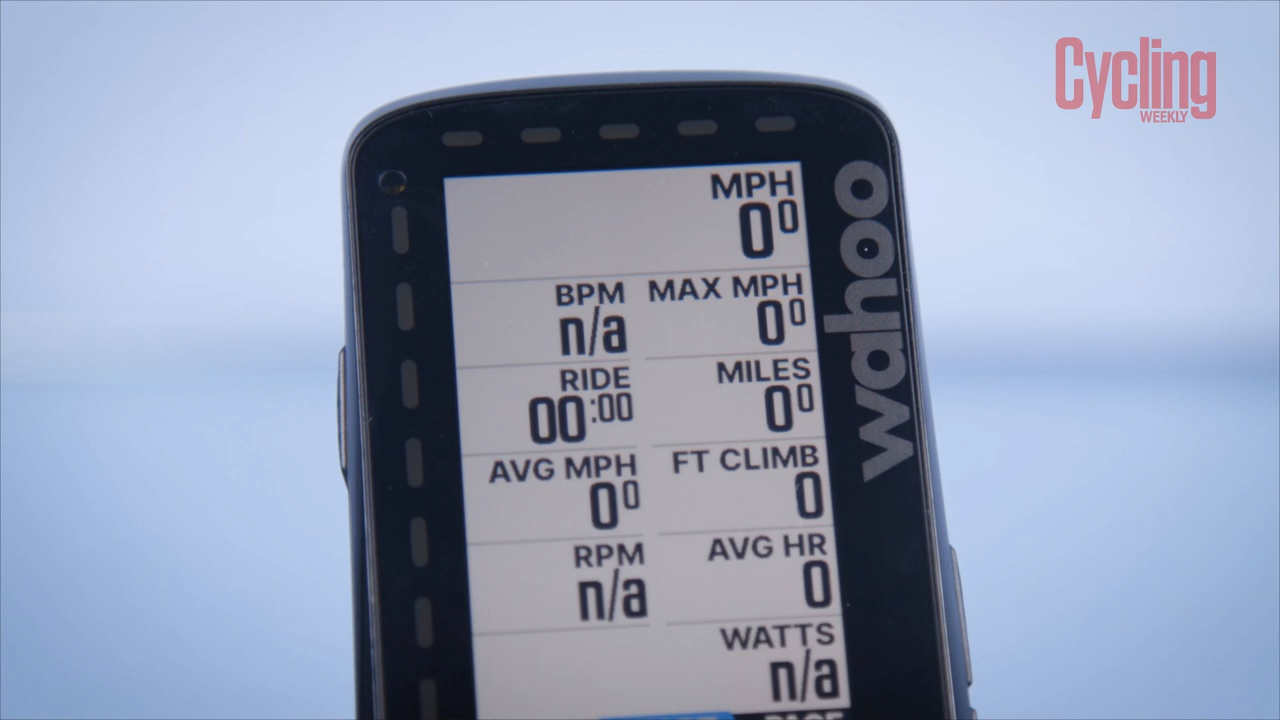 Cycling
WEEKLY
wahoo
MPH
0⁰
BPM MAX MPH
n/a 0⁰
RIDE MILES
00:00 0⁰
AVG MPH FT CLIMB
0⁰ 0
RPM AVG HR
n/a 0
WATTS
n/a
PAGE